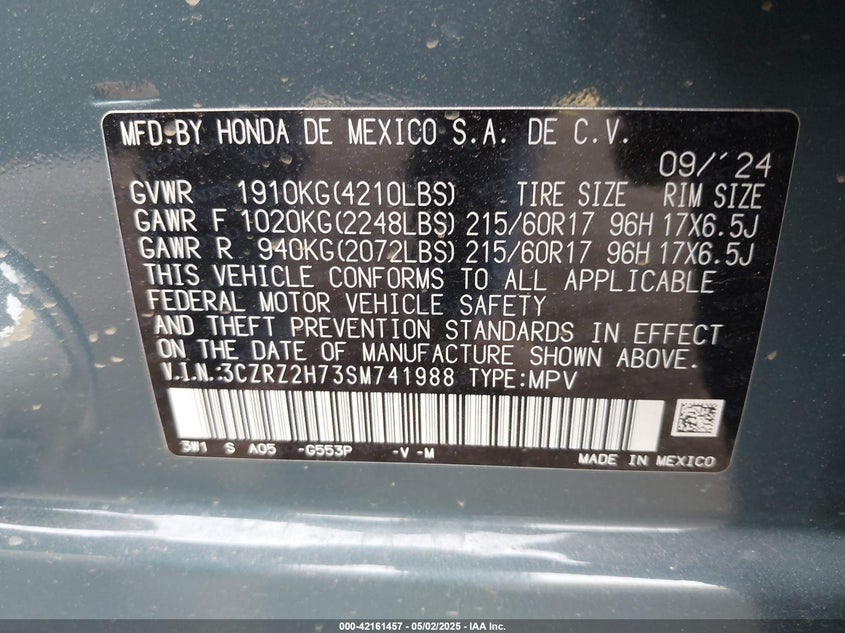 MFD.BY HONDA DE MEXICO S.A. DE C.V.
09/'24
GVWR 1910KG(4210LBS) TIRE SIZE RIM SIZE
GAWR F 1020KG(2248LBS) 215/60R17 96H 17X6.5J
GAWR R 940KG(2072LBS) 215/60R17 96H 17X6.5J
THIS VEHICLE CONFORMS TO ALL APPLICABLE
FEDERAL MOTOR VEHICLE SAFETY
AND THEFT PREVENTION STANDARDS IN EFFECT
ON THE DATE OF MANUFACTURE SHOWN ABOVE.
V.I.N.:3CZRZ2H73SM741988 TYPE:MPV
3W1 S A05 -G553P -V -M
MADE IN MEXICO
000-42161457 - 05/02/2025 - IAA Inc.